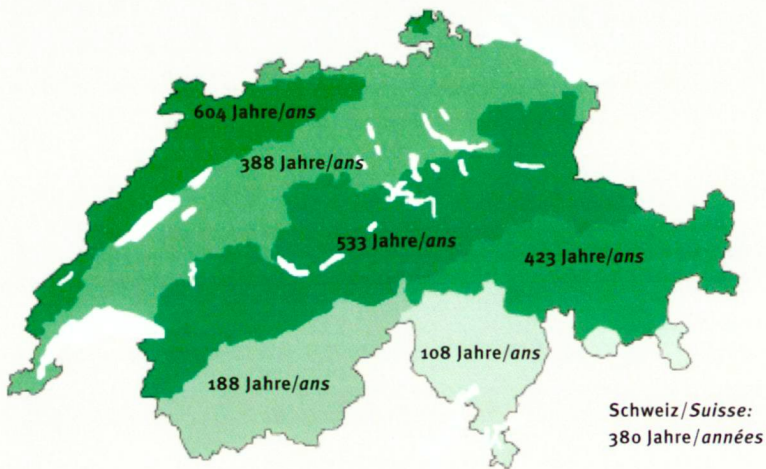 604 Jahre/ans
388 Jahre/ans
533 Jahre/ans
423 Jahre/ans
108 Jahre/ans
188 Jahre/ans
Schweiz/Suisse:
380 Jahre/années